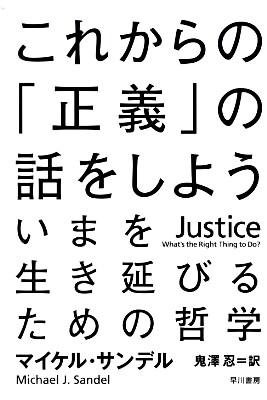 これからの
「正義」の
話をしよう
いまを
Justice
What's the Right Thing to Do?
生き延びる
ための哲学
マイケル・サンデル
Michael J. Sandel
鬼澤 忍＝訳
早川書房